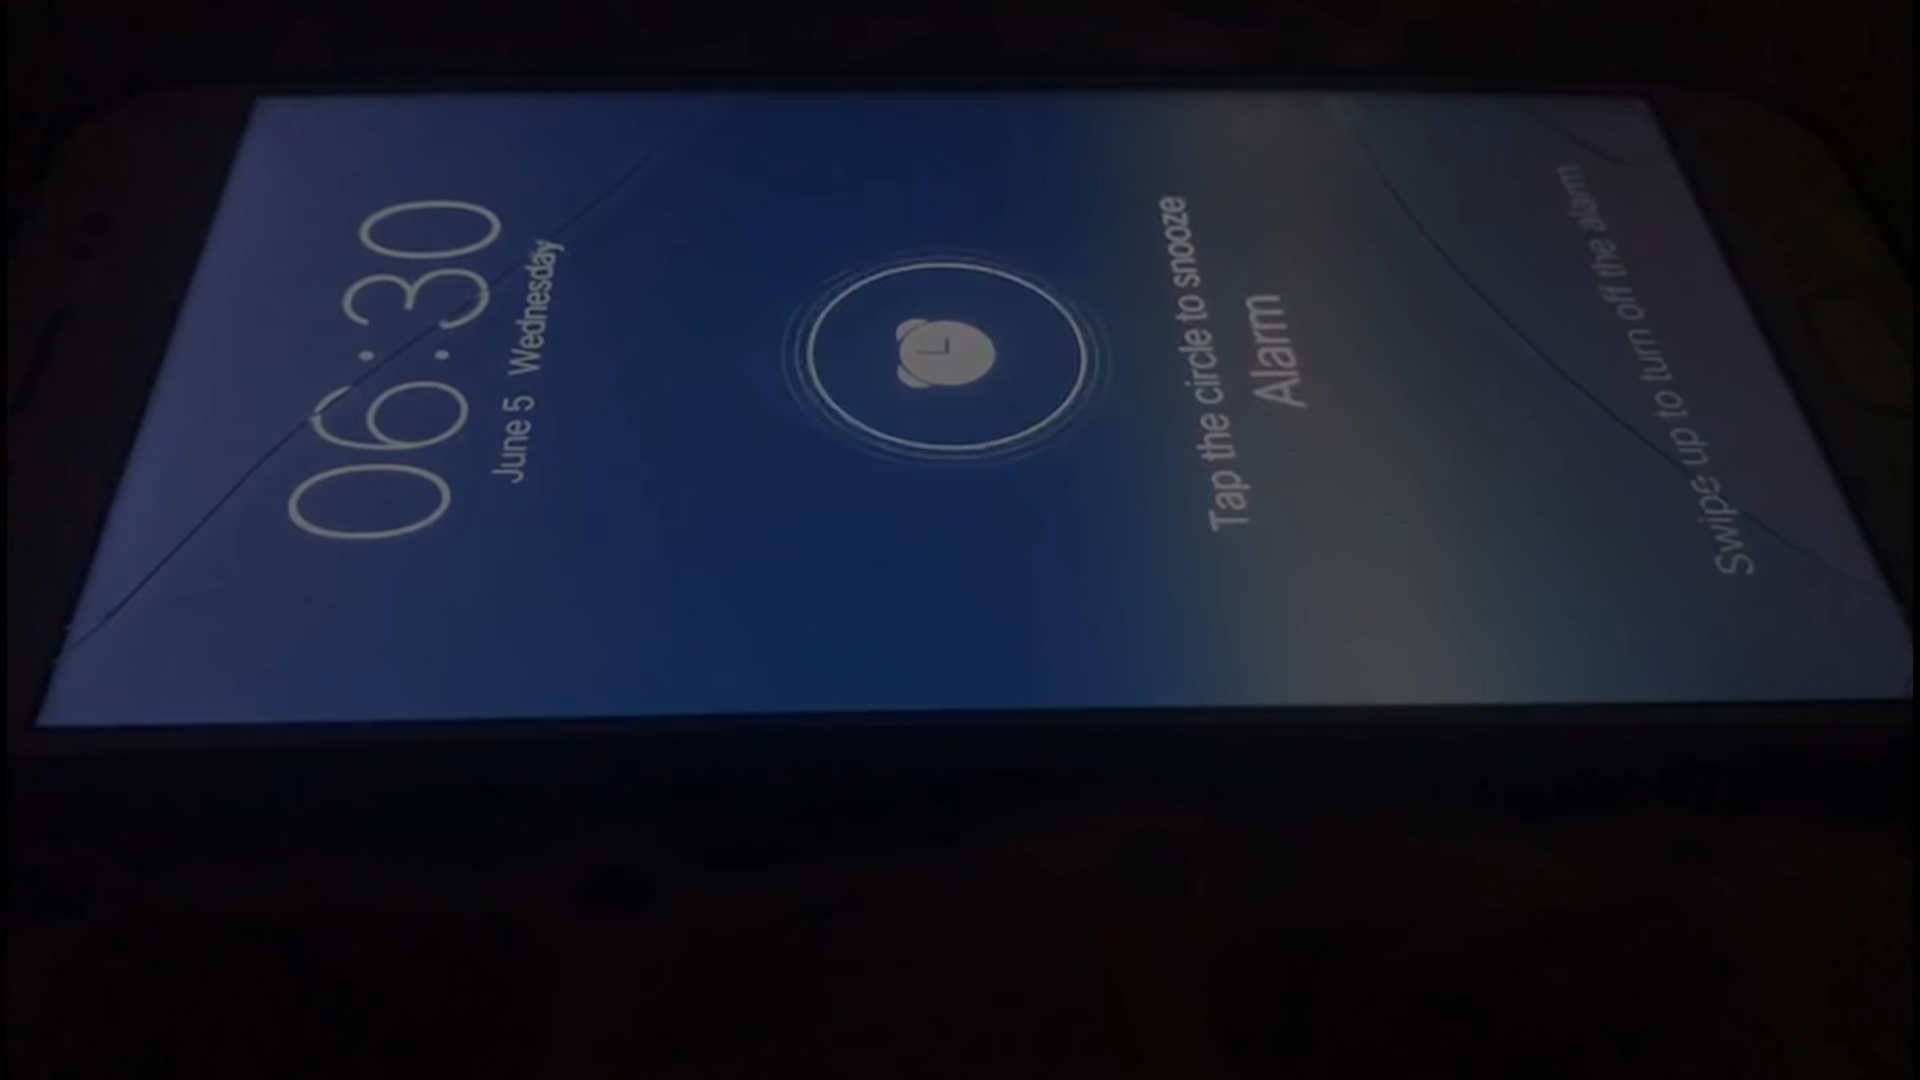 06:30
June 5 Wednesday
Tap the circle to snooze
Alarm
Swipe up to turn off the alarm